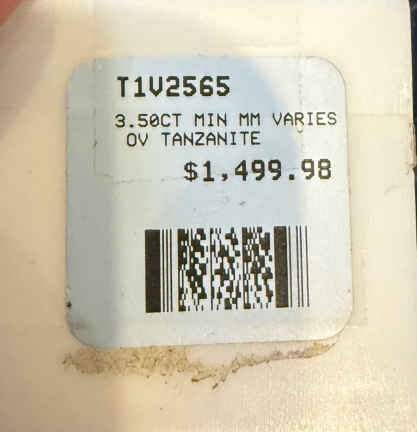 T1V2565
3.50CT MIN MM VARIES
OV TANZANITE
$1,499.98